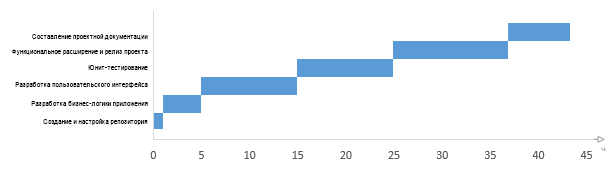 Составление проектной документации
Функциональное расширение и релиз проекта
Юнит-тестирование
Разработка пользовательского интерфейса
Разработка бизнес-логики приложения
Создание и настройка репозитория
0 5 10 15 20 25 30 35 40 45
ч